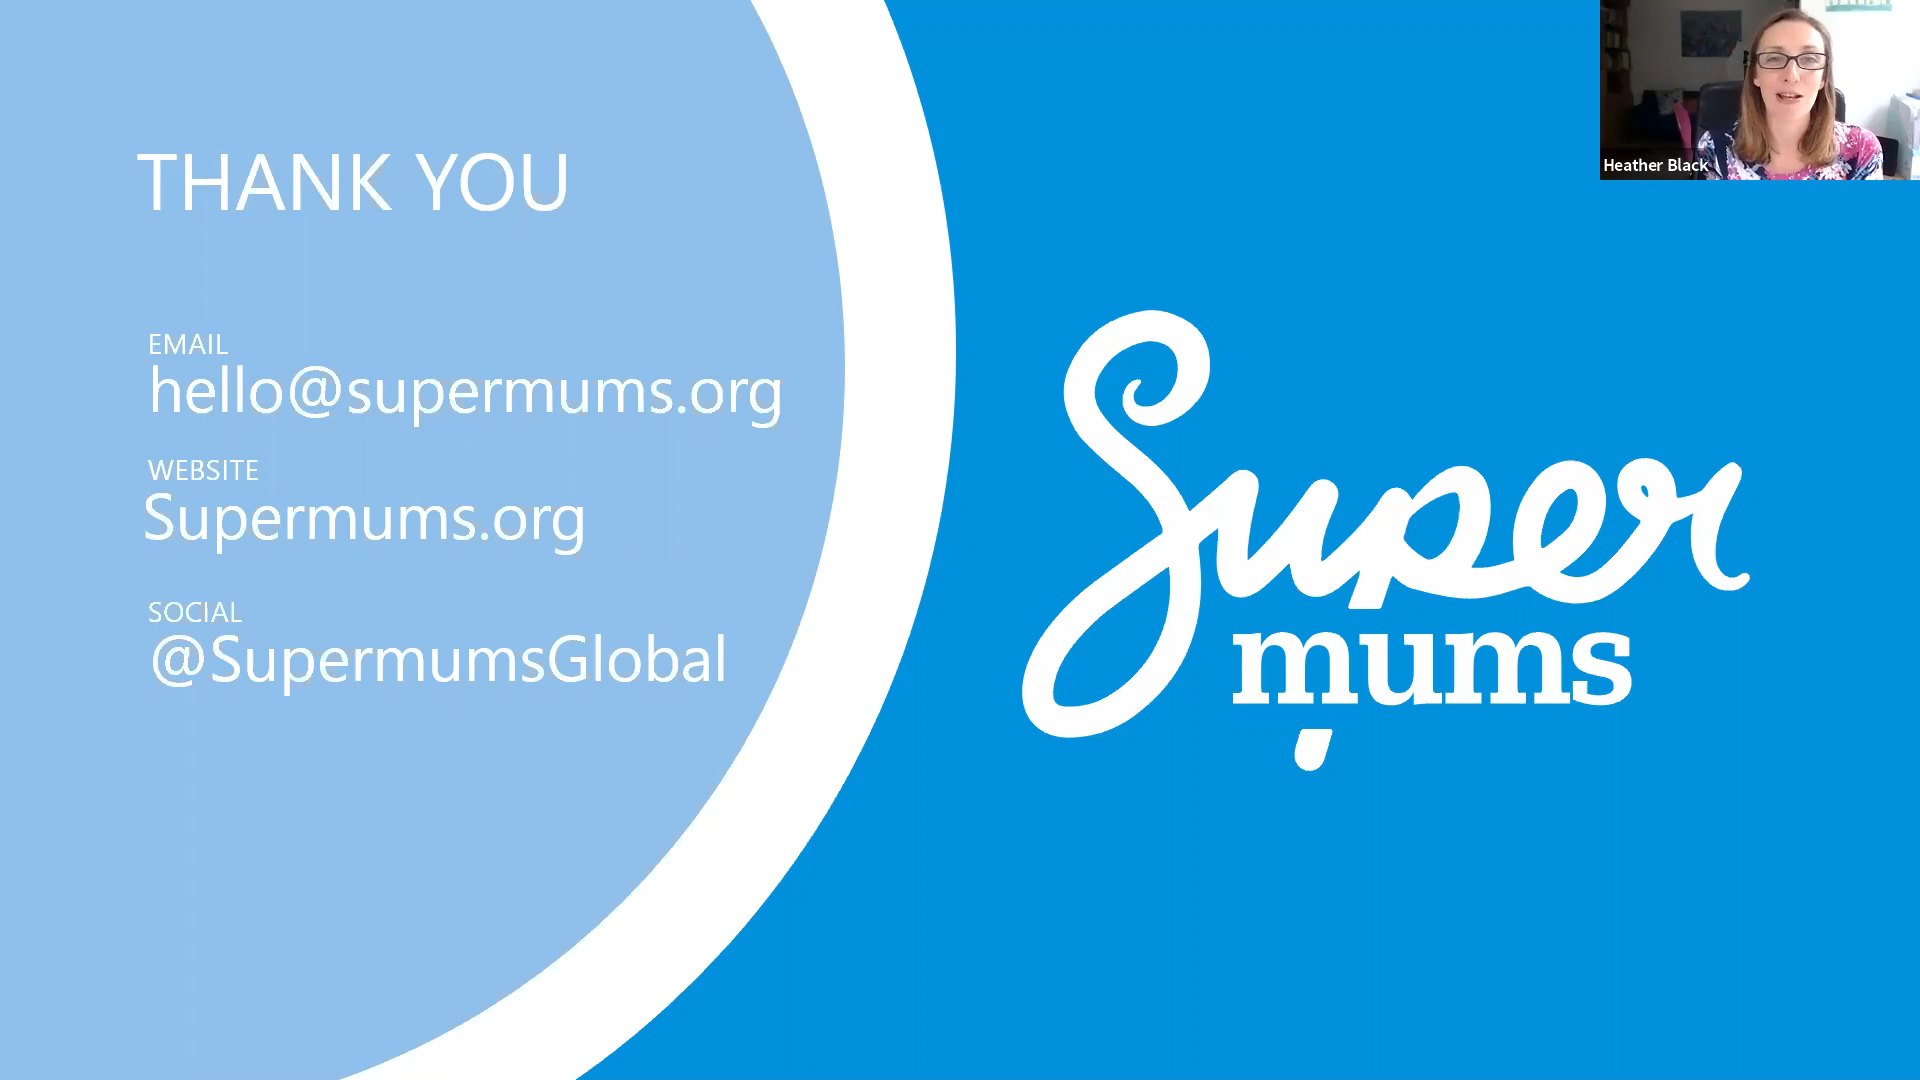 THANK YOU
EMAIL
hello@supermums.org
WEBSITE
Supermums.org
SOCIAL
@SupermumsGlobal
Super
mums
Heather Black